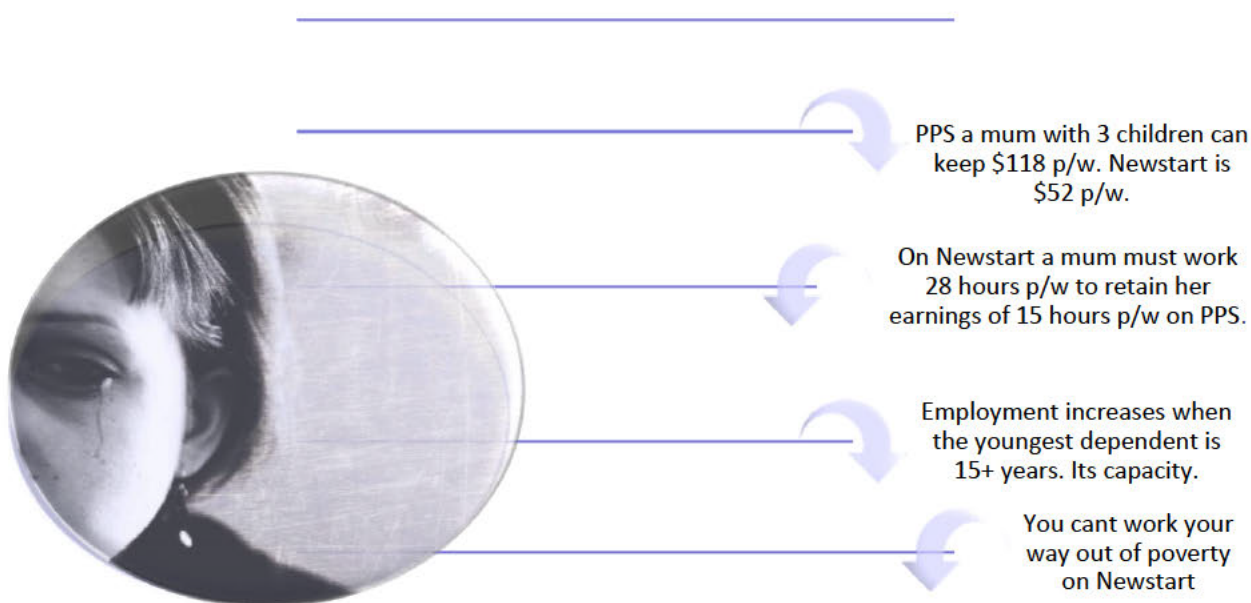 PPS a mum with 3 children can
keep $118 p/w. Newstart is
$52 p/w.
On Newstart a mum must work
28 hours p/w to retain her
earnings of 15 hours p/w on PPS.
Employment increases when
the youngest dependent is
15+ years. Its capacity.
You cant work your
way out of poverty
on Newstart